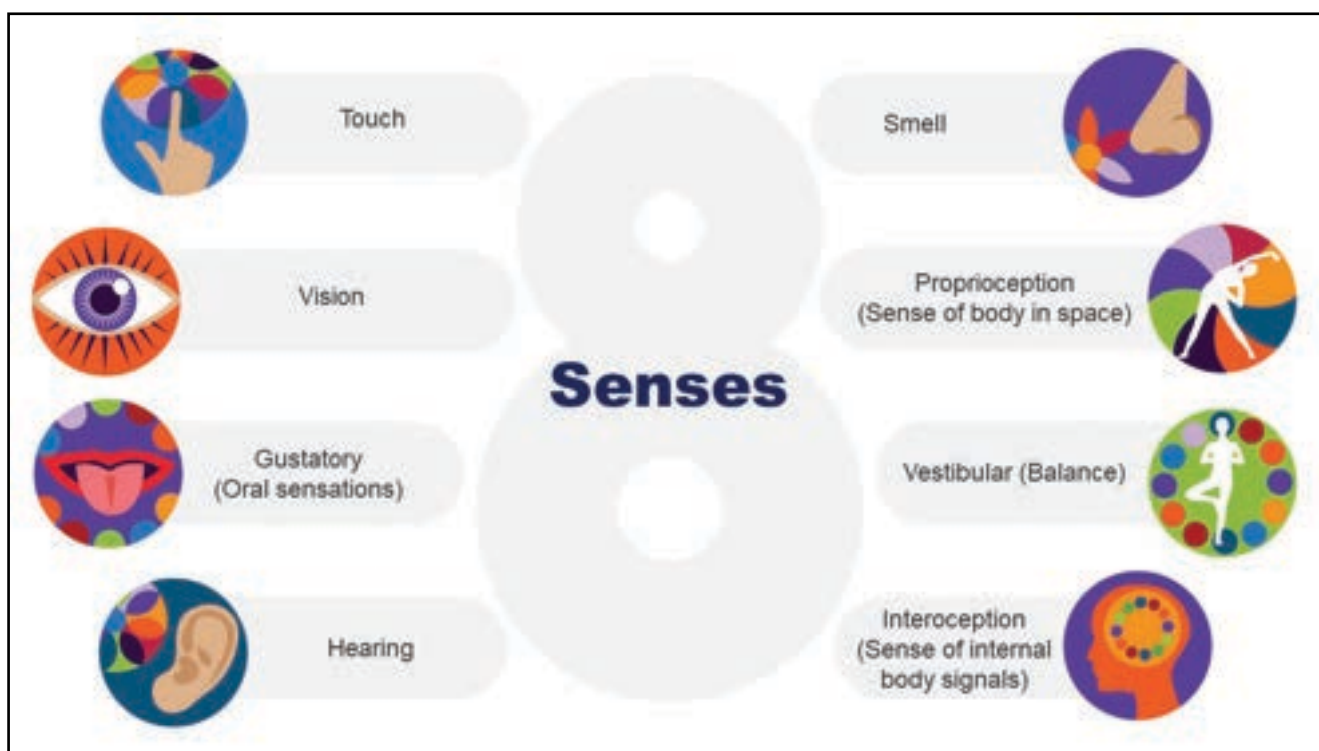 Touch
Vision
Gustatory
(Oral sensations)
Hearing
Senses
Smell
Proprioception
(Sense of body in space)
Vestibular (Balance)
Interoception
(Sense of internal
body signals)